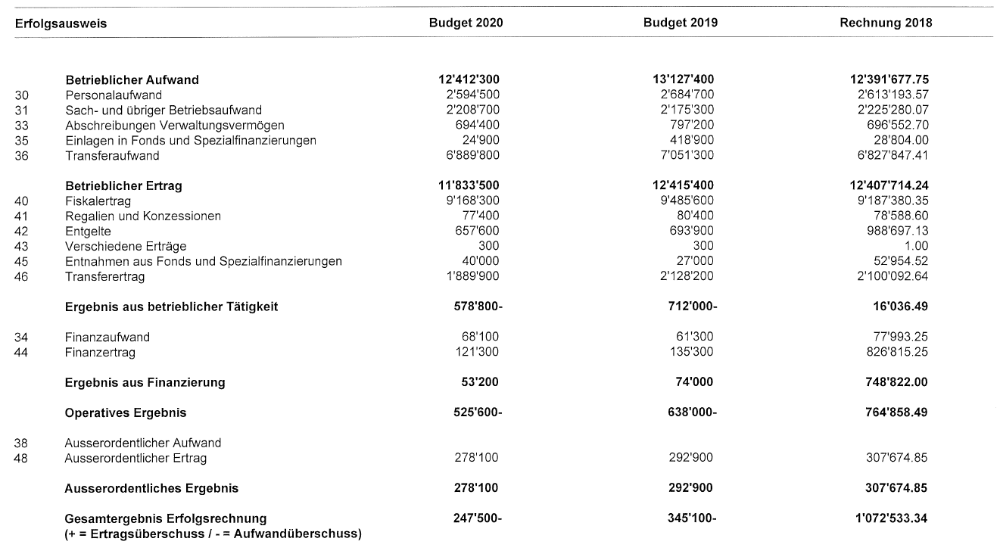 Erfolgsausweis Budget 2020 Budget 2019 Rechnung 2018
Betrieblicher Aufwand 12'412'300 13'127'400 12'391'677.75
30 Personalaufwand 2'594'500 2'684'700 2'613'193.57
31 Sach- und übriger Betriebsaufwand 2'208'700 2'175'300 2'225'280.07
33 Abschreibungen Verwaltungsvermögen 694'400 797'200 696'552.70
35 Einlagen in Fonds und Spezialfinanzierungen 24'900 418'900 28'804.00
36 Transferaufwand 6'889'800 7'051'300 6'827'847.41
Betrieblicher Ertrag 11'833'500 12'415'400 12'407'714.24
40 Fiskalertrag 9'168'300 9'485'600 9'187'380.35
41 Regalien und Konzessionen 77'400 80'400 78'588.60
42 Entgelte 657'600 693'900 988'697.13
43 Verschiedene Erträge 300 300 1.00
45 Entnahmen aus Fonds und Spezialfinanzierungen 40'000 27'000 52'954.52
46 Transferertrag 1'889'900 2'128'200 2'100'092.64
Ergebnis aus betrieblicher Tätigkeit 578'800- 712'000- 16'036.49
34 Finanzaufwand 68'100 61'300 77'993.25
44 Finanzertrag 121'300 135'300 826'815.25
Ergebnis aus Finanzierung 53'200 74'000 748'822.00
Operatives Ergebnis 525'600- 638'000- 764'858.49
38 Ausserordentlicher Aufwand
48 Ausserordentlicher Ertrag 278'100 292'900 307'674.85
Ausserordentliches Ergebnis 278'100 292'900 307'674.85
Gesamtergebnis Erfolgsrechnung 247'500- 345'100- 1'072'533.34
(+ = Ertragsüberschuss / - = Aufwandüberschuss)